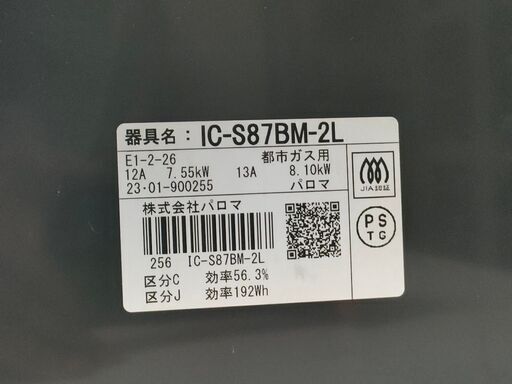 器具名: IC-S87BM-2L
E1-2-26 都市ガス用
12A 7.55kW 13A 8.10kW
23・01-900255 パロマ
JIA認証
株式会社パロマ
PS
TG
256 IC-S87BM-2L
区分C 効率56.3%
区分J 効率192Wh